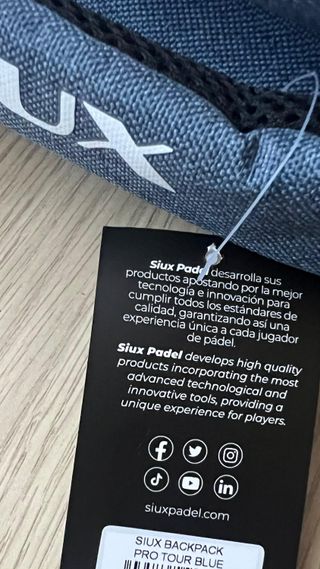 UX
Siux Padel desarrolla sus
productos apostando por la mejor
tecnología e innovación para
cumplir todos los estándares de
calidad, garantizando así una
experiencia única a cada jugador
de pádel.
Siux Padel develops high quality
products incorporating the most
advanced technological and
innovative tools, providing a
unique experience for players.
siuxpadel.com
SIUX BACKPACK
PRO TOUR BLUE